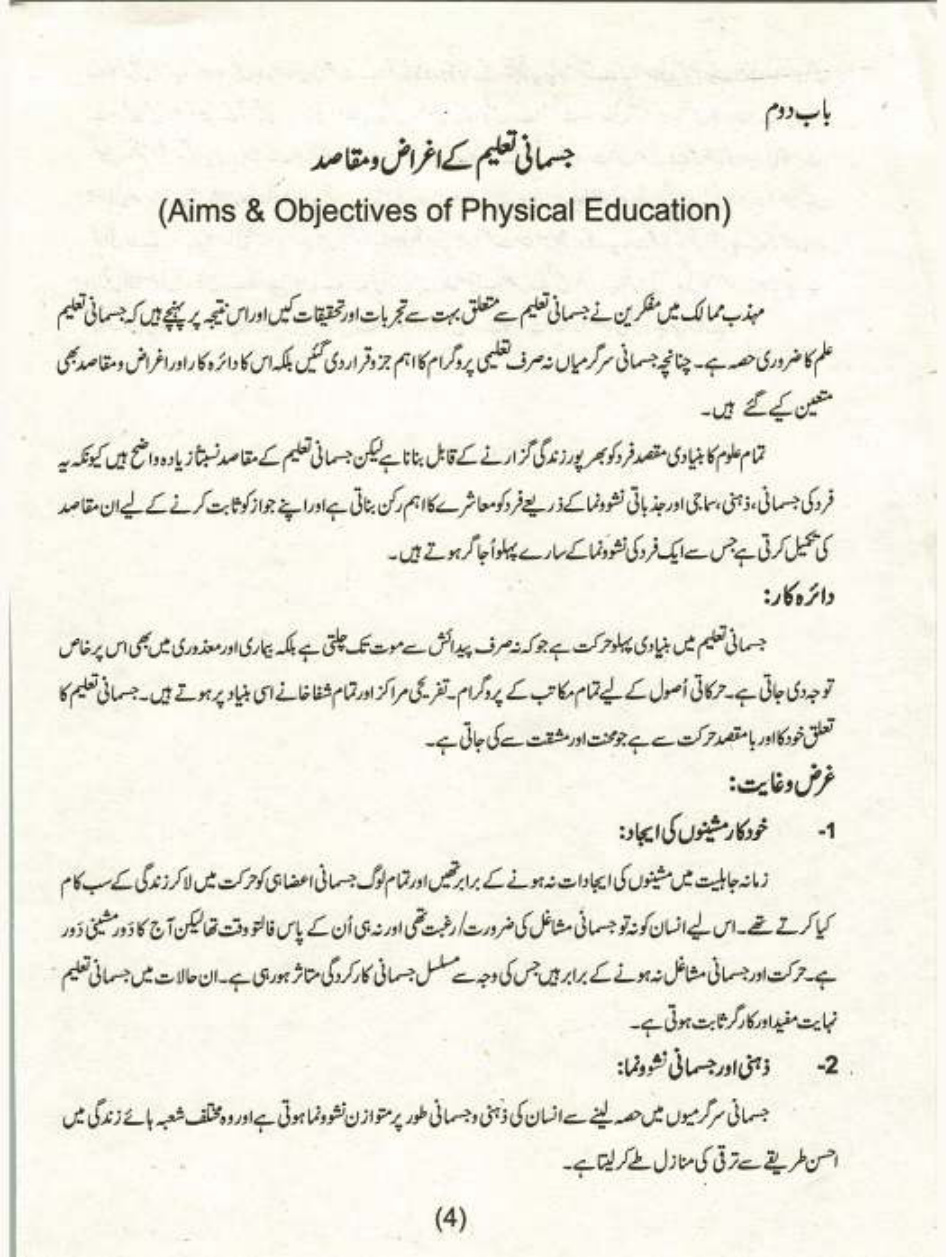 باب دوم
جسمانی تعلیم کے اغراض و مقاصد
(Aims & Objectives of Physical Education)
مہذب ممالک میں مفکرین نے جسمانی تعلیم سے متعلق بہت سے تجربات اور تحقیقات کیں اور اس نتیجہ پر پہنچے ہیں کہ جسمانی تعلیم
علم کا ضروری حصہ ہے۔ چنانچہ جسمانی سرگرمیاں نہ صرف تعلیمی پروگرام کا اہم جزو قرار دی گئیں بلکہ اس کا دائرہ کار اور اغراض و مقاصد بھی
متعین کیے گئے ہیں۔
تمام علوم کا بنیادی مقصد فرد کو بھر پور زندگی گزارنے کے قابل بنانا ہے لیکن جسمانی تعلیم کے مقاصد نسبتاً زیادہ واضح ہیں کیونکہ یہ
فرد کی جسمانی، ذہنی، سماجی اور جذباتی نشوونما کے ذریعے فرد کو معاشرے کا اہم رکن بناتی ہے اور اپنے جواز کو ثابت کرنے کے لیے ان مقاصد
کی تکمیل کرتی ہے جس سے ایک فرد کی نشوونما کے سارے پہلو اُجاگر ہوتے ہیں۔
دائرہ کار:
جسمانی تعلیم میں بنیادی پہلو حرکت ہے جو کہ نہ صرف پیدائش سے موت تک چلتی ہے بلکہ بیماری اور معذوری میں بھی اس پر خاص
توجہ دی جاتی ہے۔ حرکاتی اُصول کے لیے تمام مکاتب کے پروگرام۔ تفریحی مراکز اور تمام شفا خانے اسی بنیاد پر ہوتے ہیں۔ جسمانی تعلیم کا
تعلق خود کار اور با مقصد حرکت سے ہے جو محنت اور مشقت سے کی جاتی ہے۔
غرض و غایت:
1- خود کار مشینوں کی ایجاد:
زمانہ جاہلیت میں مشینوں کی ایجادات نہ ہونے کے برابر تھیں اور تمام لوگ جسمانی اعضا ہی کو حرکت میں لا کر زندگی کے سب کام
کیا کرتے تھے۔ اس لیے انسان کو نہ تو جسمانی مشاغل کی ضرورت/رغبت تھی اور نہ ہی اُن کے پاس فالتو وقت تھا لیکن آج کا دَور مشینی دَور
ہے۔ حرکت اور جسمانی مشاغل نہ ہونے کے برابر ہیں جس کی وجہ سے مسلسل جسمانی کارکردگی متاثر ہو رہی ہے۔ ان حالات میں جسمانی تعلیم
نہایت مفید اور کارگر ثابت ہوتی ہے۔
2- ذہنی اور جسمانی نشوونما:
جسمانی سرگرمیوں میں حصہ لینے سے انسان کی ذہنی و جسمانی طور پر متوازن نشوونما ہوتی ہے اور وہ مختلف شعبہ ہائے زندگی میں
احسن طریقے سے ترقی کی منازل طے کر لیتا ہے۔
(4)